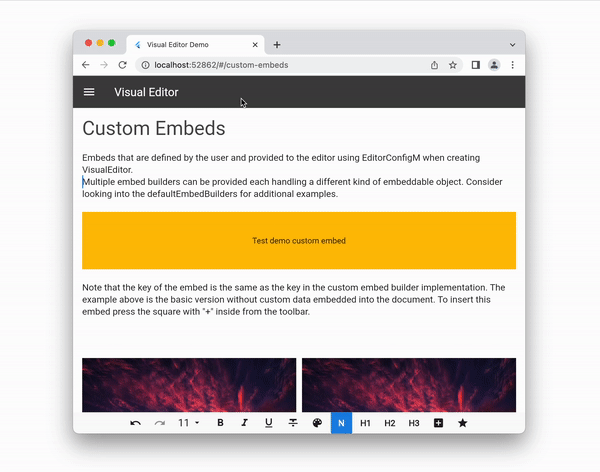 Visual Editor Demo
localhost:52862/#/custom-embeds
Visual Editor
Custom Embeds
Embeds that are defined by the user and provided to the editor using EditorConfigM when creating
VisualEditor.
Multiple embed builders can be provided each handling a different kind of embeddable object. Consider
looking into the defaultEmbedBuilders for additional examples.
Test demo custom embed
Note that the key of the embed is the same as the key in the custom embed builder implementation. The
example above is the basic version without custom data embedded into the document. To insert this
embed press the square with "+" inside from the toolbar.
11 B I U S N H1 H2 H3